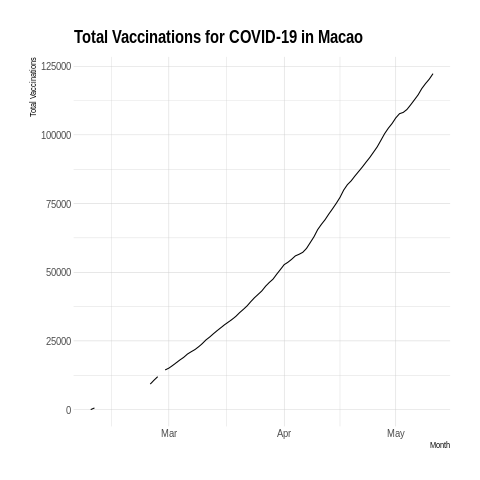 Total Vaccinations for COVID-19 in Macao
Total Vaccinations
125000
100000
75000
50000
25000
0
Mar Apr May
Month